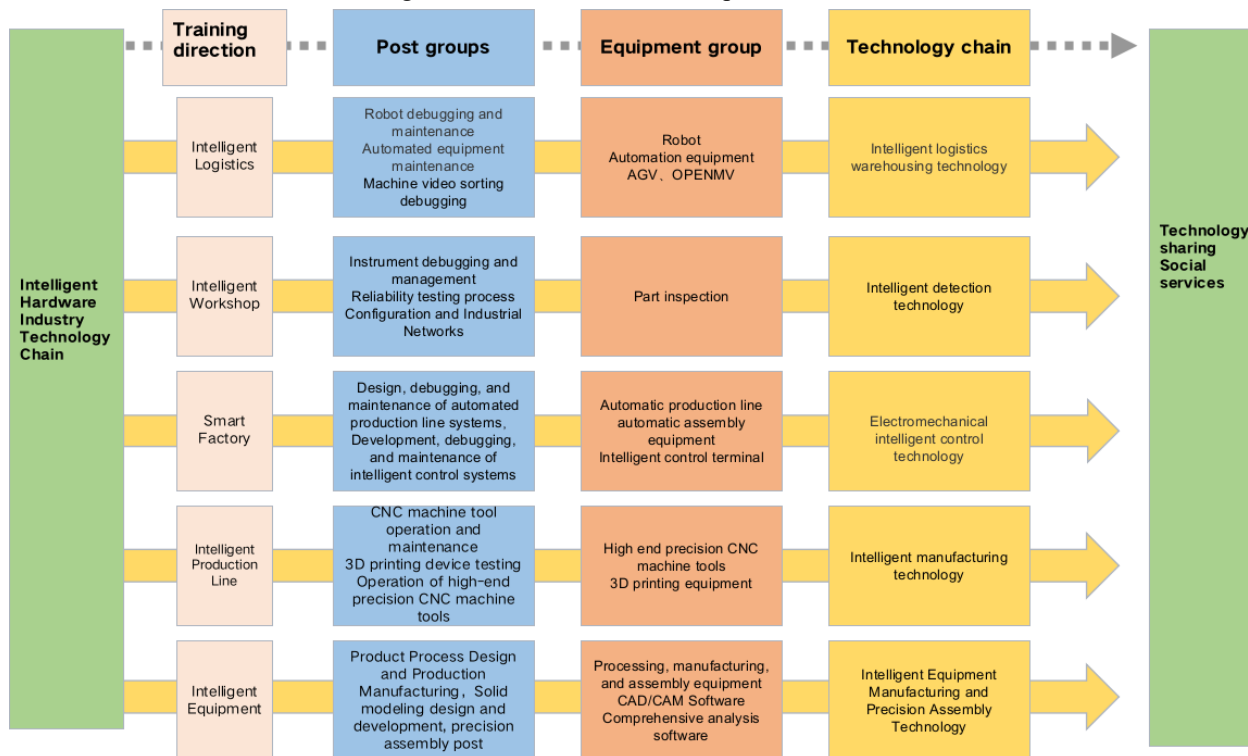 Training
direction
Post groups
Equipment group
Technology chain
Intelligent
Hardware
Industry
Technology
Chain
Intelligent
Logistics
Robot debugging and
maintenance
Automated equipment
maintenance
Machine video sorting
debugging
Robot
Automation equipment
AGV、OPENMV
Intelligent logistics
warehousing technology
Intelligent
Workshop
Instrument debugging and
management
Reliability testing process
Configuration and Industrial
Networks
Part inspection
Intelligent detection
technology
Smart
Factory
Design, debugging, and
maintenance of automated
production line systems,
Development, debugging,
and maintenance of
intelligent control systems
Automatic production line
automatic assembly
equipment
Intelligent control terminal
Electromechanical
intelligent control
technology
Intelligent
Production
Line
CNC machine tool
operation and
maintenance
3D printing device testing
Operation of high-end
precision CNC machine
tools
High end precision CNC
machine tools
3D printing equipment
Intelligent manufacturing
technology
Intelligent
Equipment
Product Process Design
and Production
Manufacturing，Solid
modeling design and
development, precision
assembly post
Processing, manufacturing,
and assembly equipment
CAD/CAM Software
Comprehensive analysis
software
Intelligent Equipment
Manufacturing and
Precision Assembly
Technology
Technology
sharing
Social
services